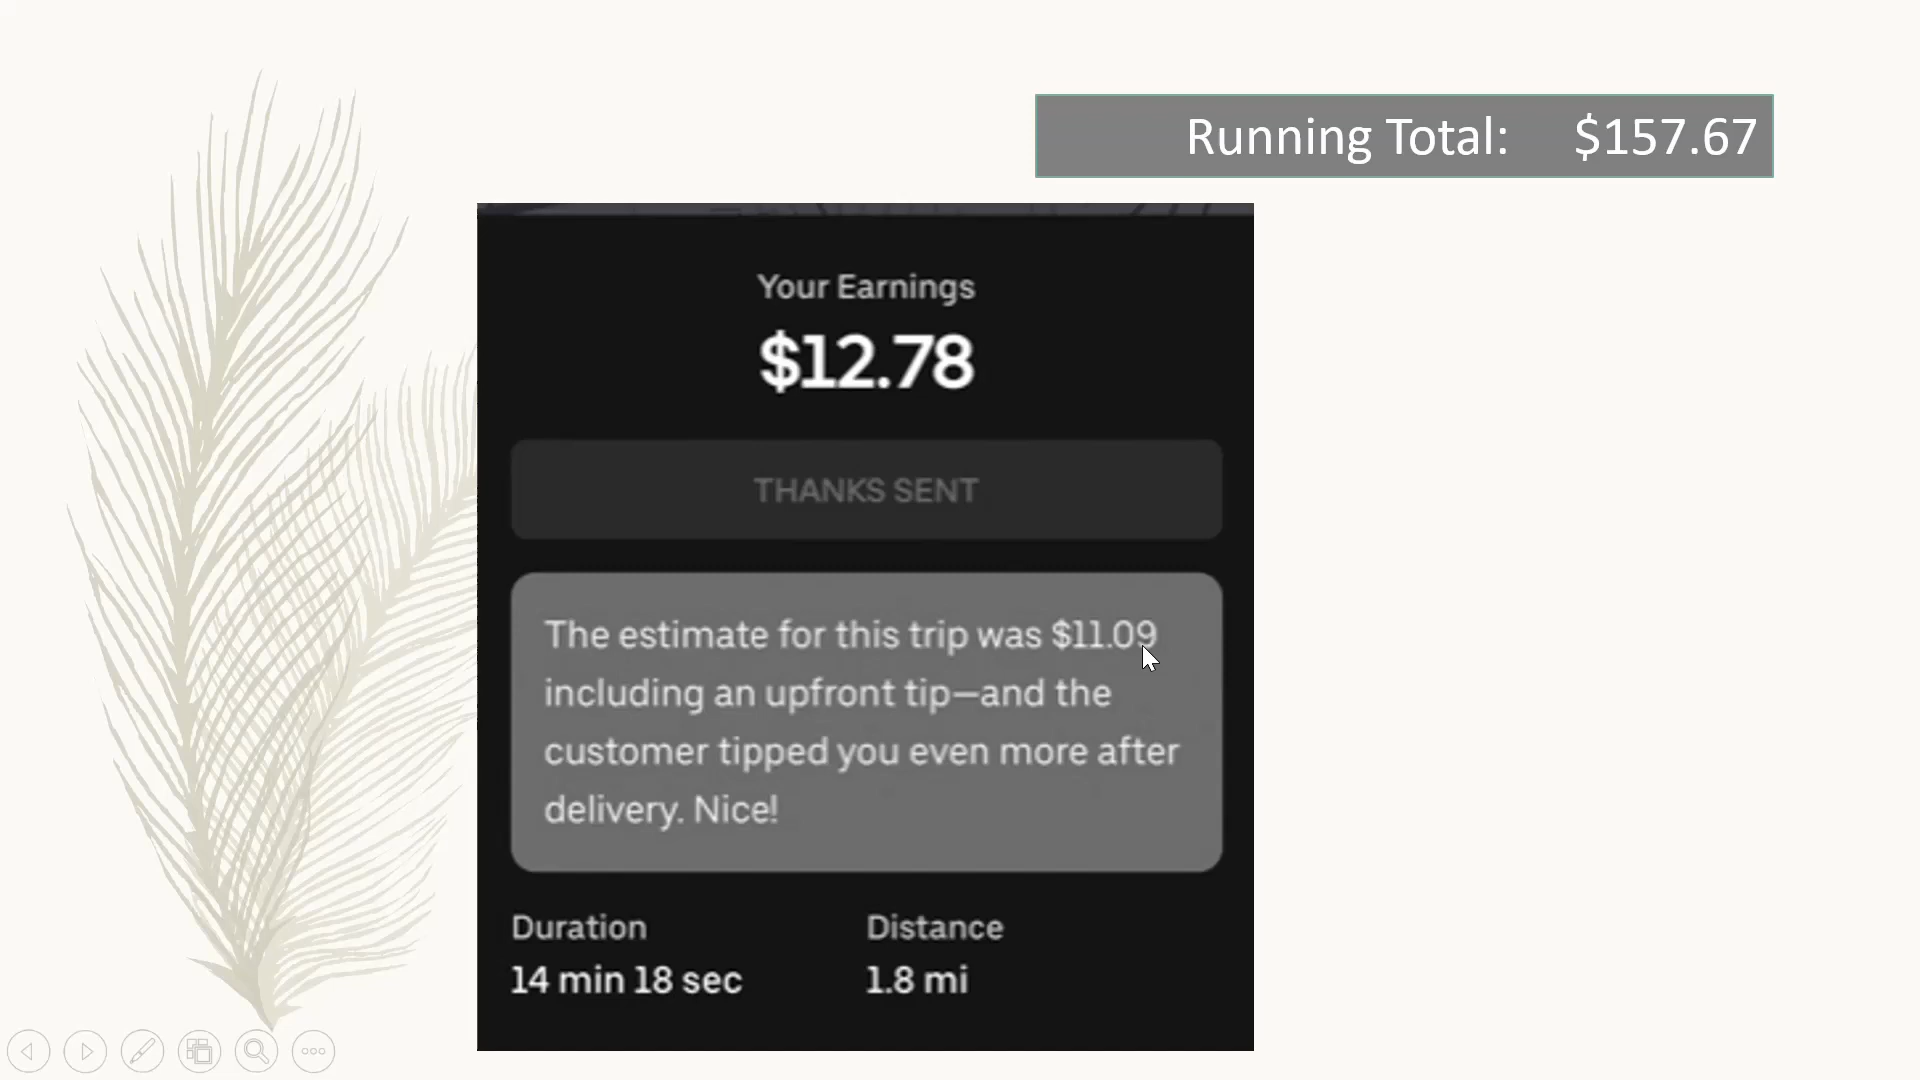 Running Total: $157.67
Your Earnings
$12.78
THANKS SENT
The estimate for this trip was $11.09
including an upfront tip—and the
customer tipped you even more after
delivery. Nice!
Duration Distance
14 min 18 sec 1.8 mi